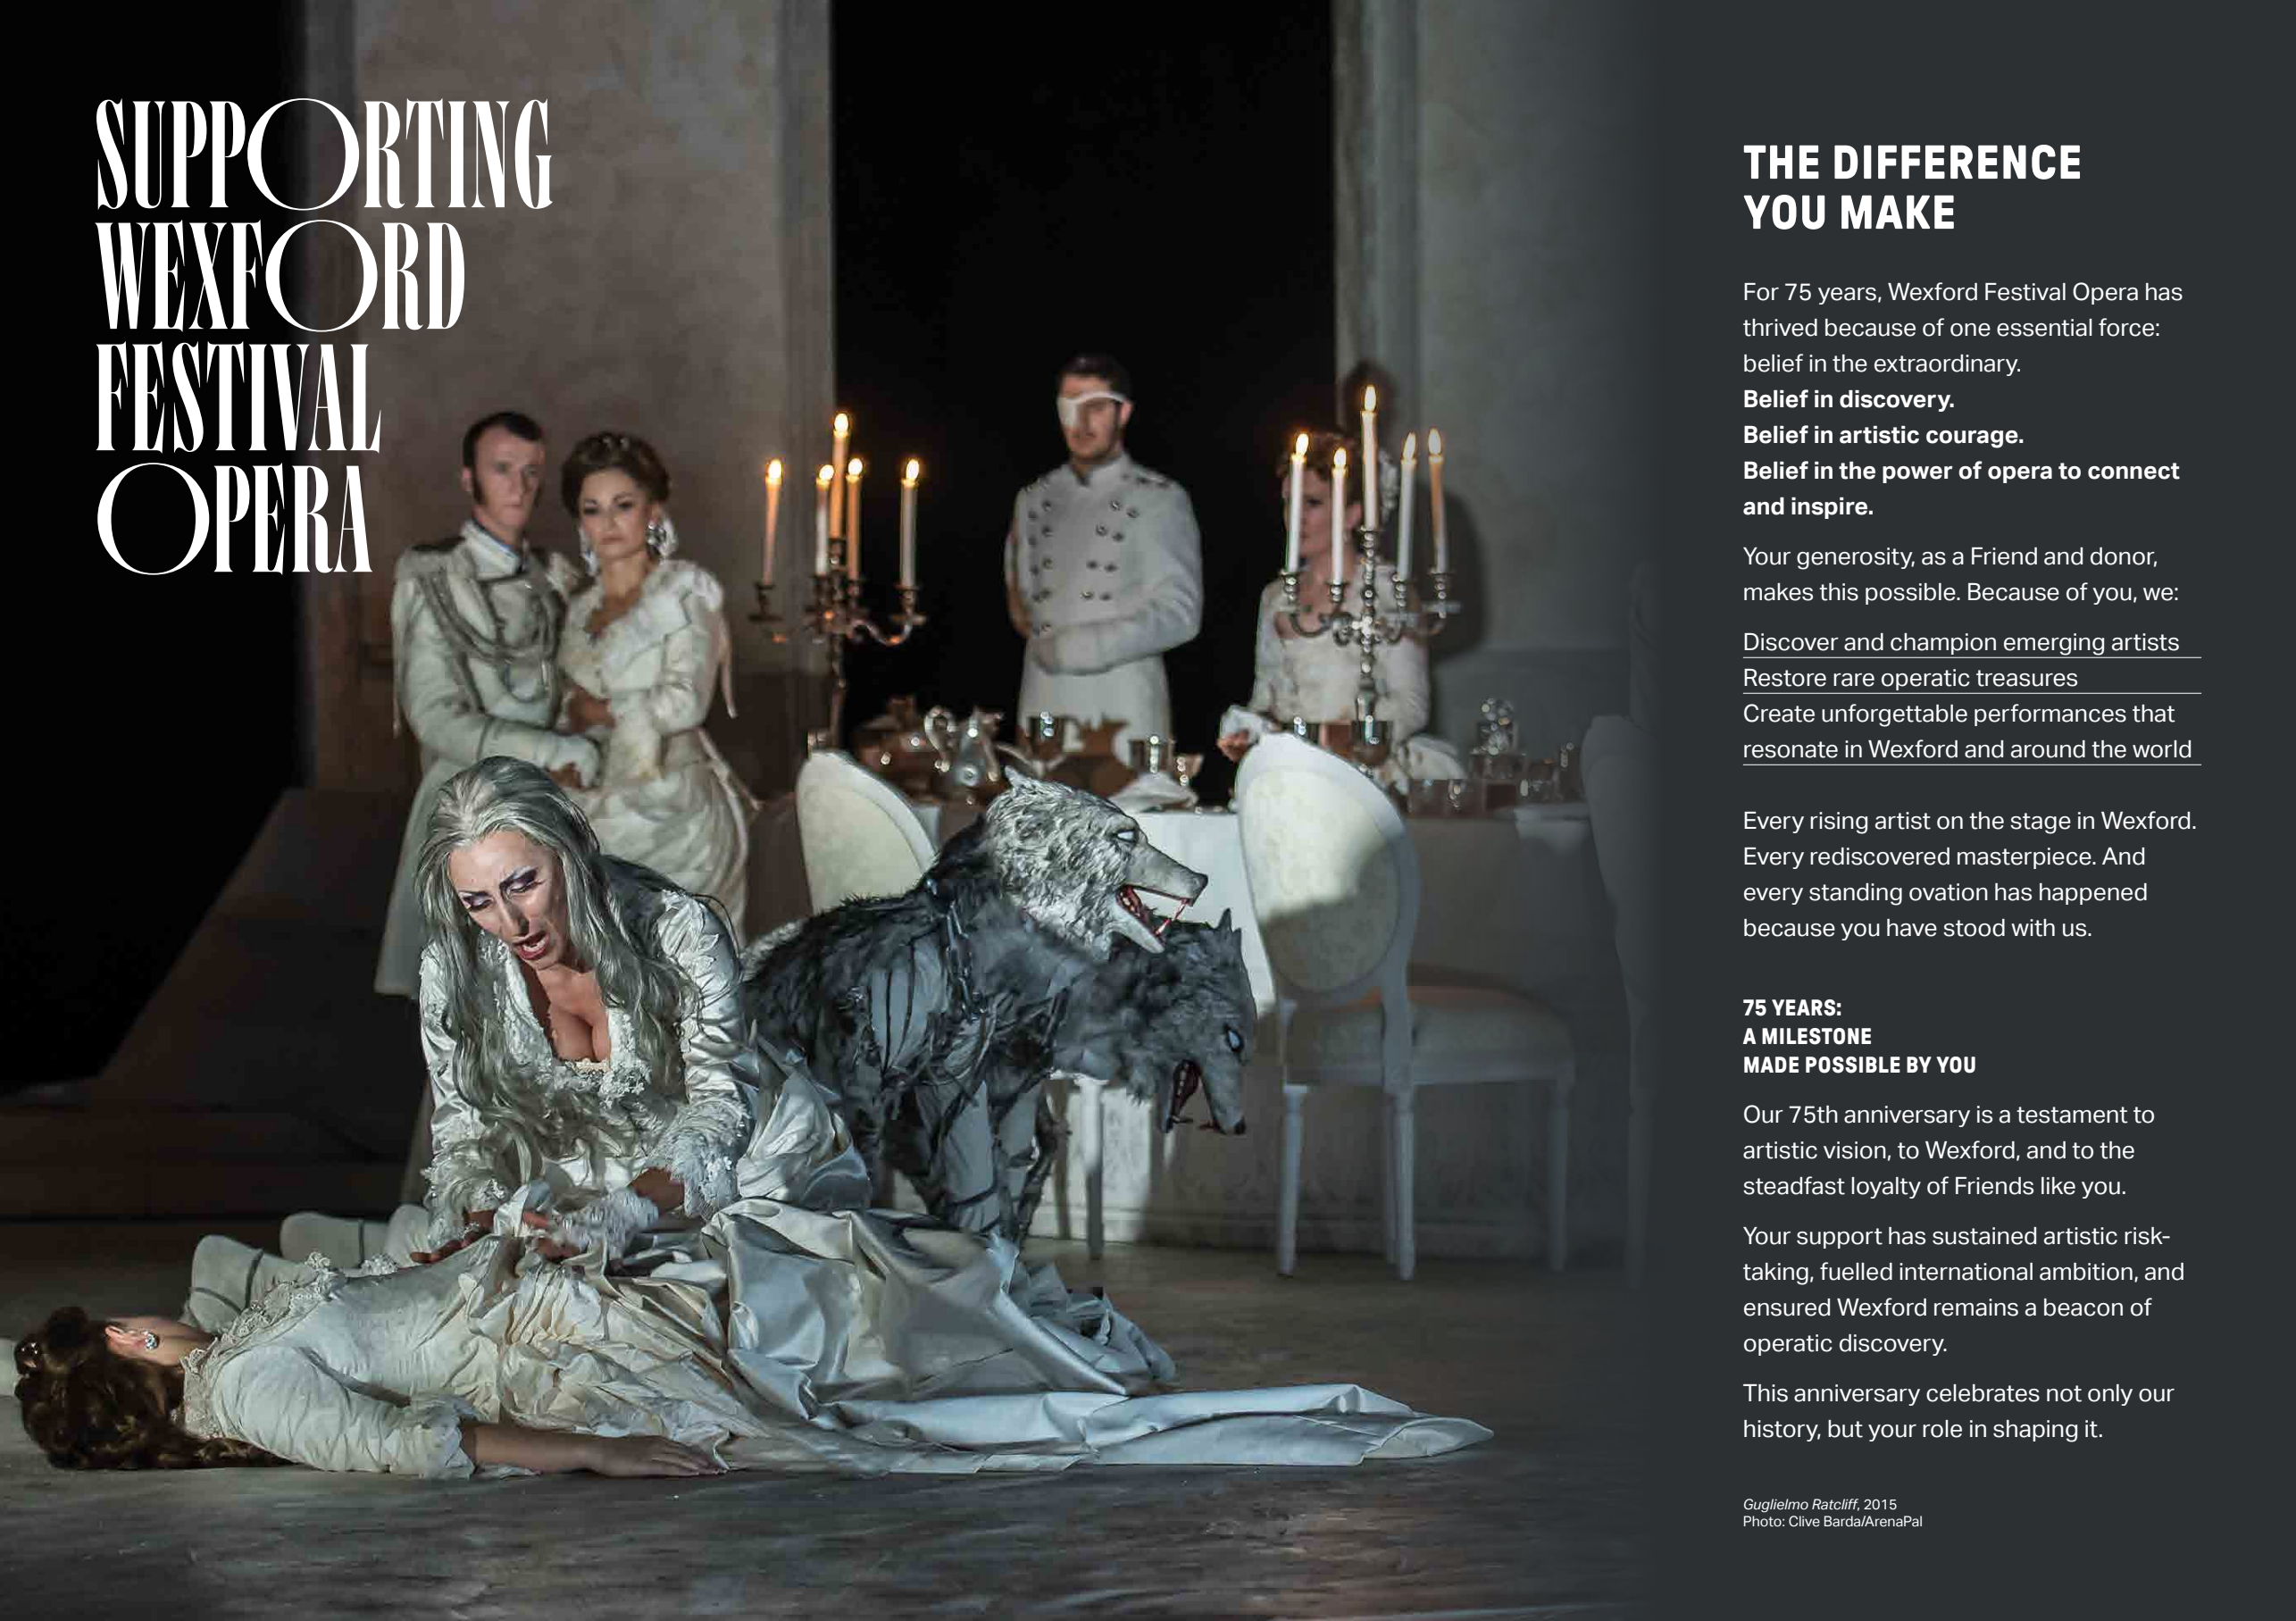 SUPPORTING
WEXFORD
FESTIVAL
OPERA
THE DIFFERENCE
YOU MAKE
For 75 years, Wexford Festival Opera has
thrived because of one essential force:
belief in the extraordinary.
Belief in discovery.
Belief in artistic courage.
Belief in the power of opera to connect
and inspire.
Your generosity, as a Friend and donor,
makes this possible. Because of you, we:
Discover and champion emerging artists
Restore rare operatic treasures
Create unforgettable performances that
resonate in Wexford and around the world
Every rising artist on the stage in Wexford.
Every rediscovered masterpiece. And
every standing ovation has happened
because you have stood with us.
75 YEARS:
A MILESTONE
MADE POSSIBLE BY YOU
Our 75th anniversary is a testament to
artistic vision, to Wexford, and to the
steadfast loyalty of Friends like you.
Your support has sustained artistic risk-
taking, fuelled international ambition, and
ensured Wexford remains a beacon of
operatic discovery.
This anniversary celebrates not only our
history, but your role in shaping it.
Guglielmo Ratcliff, 2015
Photo: Clive Barda/ArenaPal